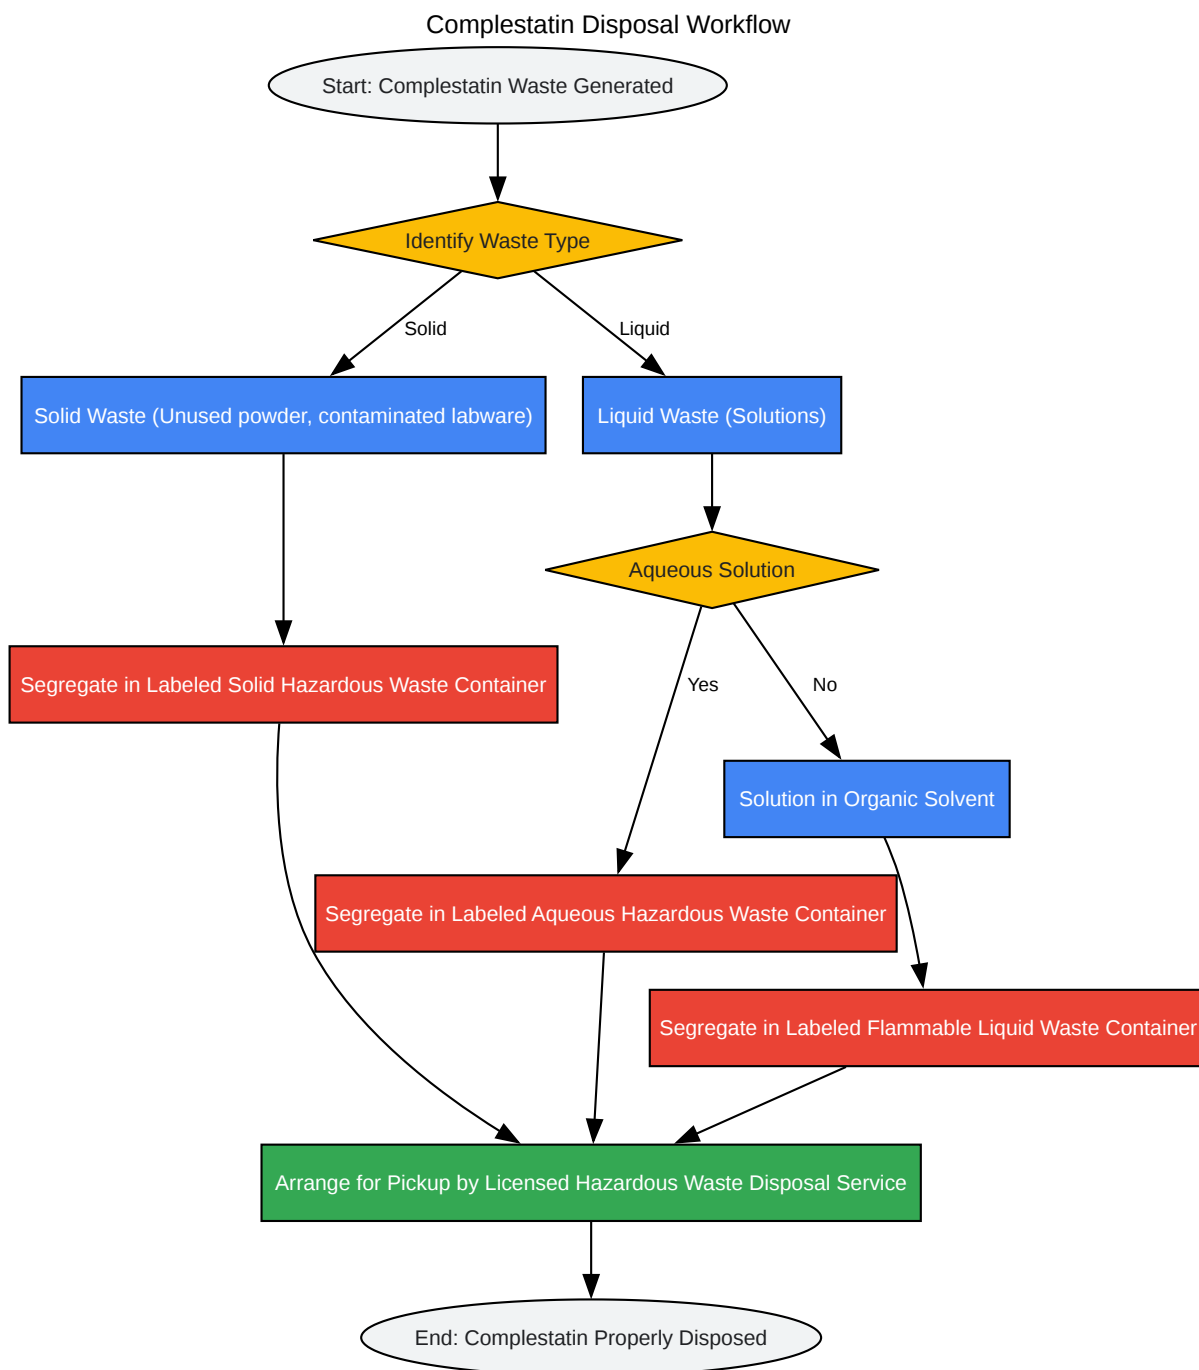 Complestatin Disposal Workflow
Start: Complestatin Waste Generated
Identify Waste Type
Solid
Liquid
Solid Waste (Unused powder, contaminated labware)
Liquid Waste (Solutions)
Aqueous Solution
Segregate in Labeled Solid Hazardous Waste Container
Yes
No
Solution in Organic Solvent
Segregate in Labeled Aqueous Hazardous Waste Container
Segregate in Labeled Flammable Liquid Waste Container
Arrange for Pickup by Licensed Hazardous Waste Disposal Service
End: Complestatin Properly Disposed